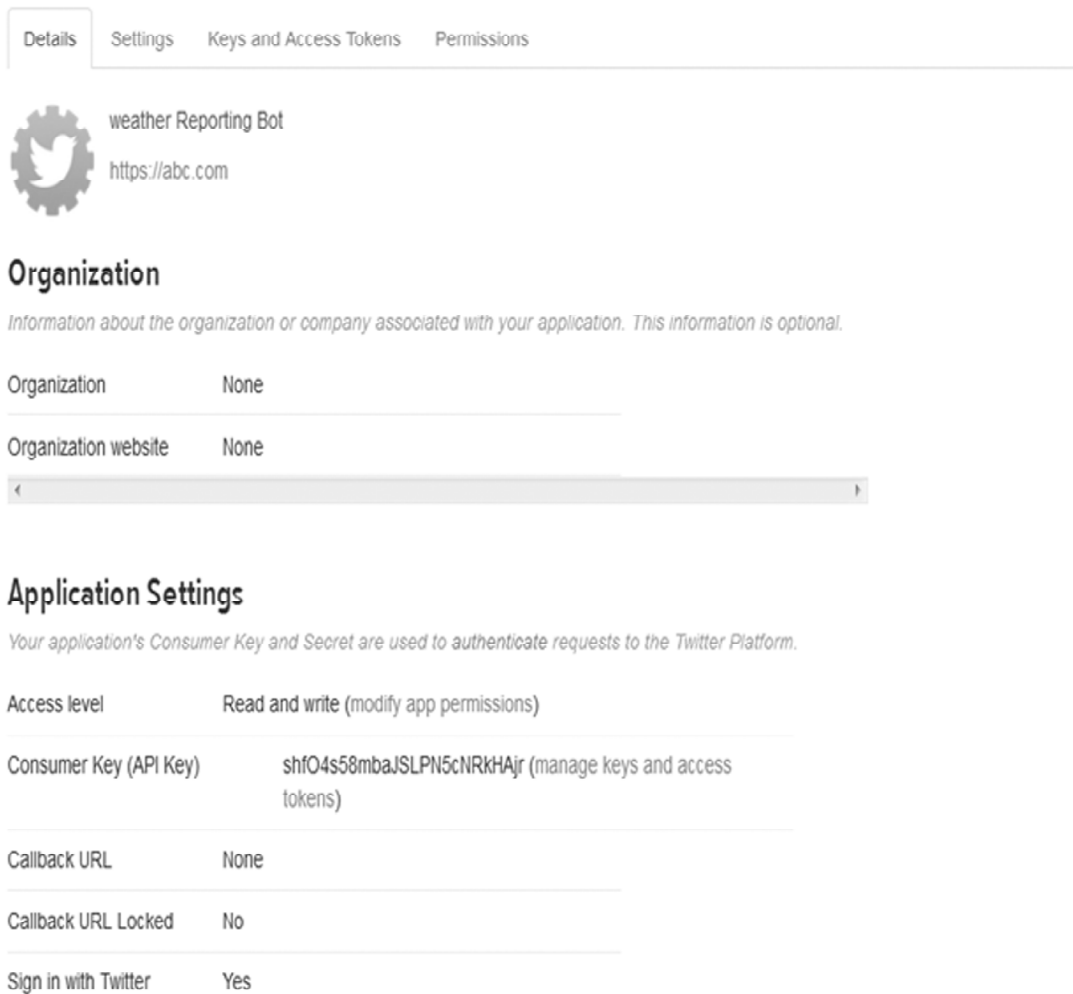 Details Settings Keys and Access Tokens Permissions
weather Reporting Bot
https://abc.com
Organization
Information about the organization or company associated with your application. This information is optional.
Organization None
Organization website None
Application Settings
Your application's Consumer Key and Secret are used to authenticate requests to the Twitter Platform.
Access level Read and write (modify app permissions)
Consumer Key (API Key) shfO4s58mbaJSLPN5cNRkHAjr (manage keys and access
tokens)
Callback URL None
Callback URL Locked No
Sign in with Twitter Yes